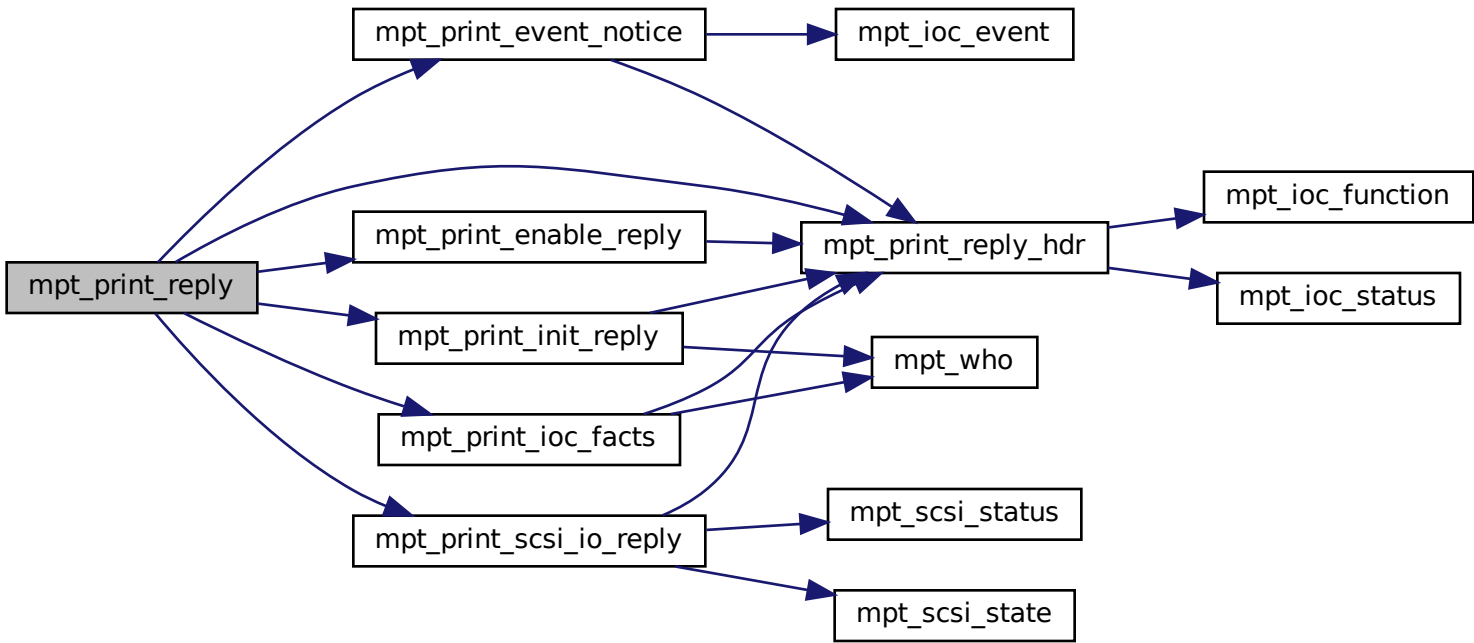 mpt_print_event_notice
mpt_ioc_event
mpt_ioc_function
mpt_print_enable_reply
mpt_print_reply_hdr
mpt_print_reply
mpt_ioc_status
mpt_print_init_reply
mpt_who
mpt_print_ioc_facts
mpt_scsi_status
mpt_print_scsi_io_reply
mpt_scsi_state